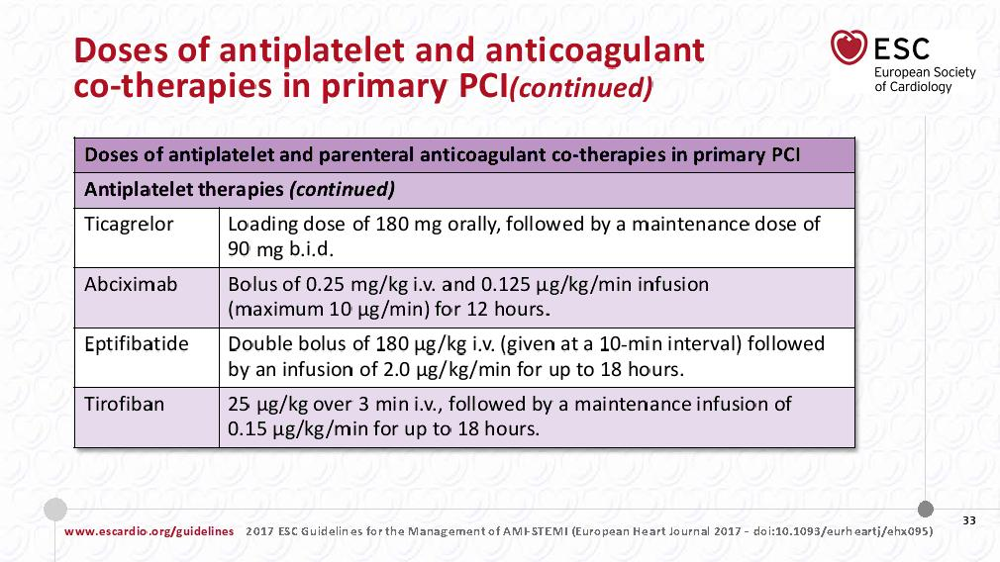 Doses of antiplatelet and anticoagulant
co-therapies in primary PCI(continued)
ESC
European Society
of Cardiology
Doses of antiplatelet and parenteral anticoagulant co-therapies in primary PCI
Antiplatelet therapies (continued)
Ticagrelor
Loading dose of 180 mg orally, followed by a maintenance dose of
90 mg b.i.d.
Abciximab
Bolus of 0.25 mg/kg i.v. and 0.125 µg/kg/min infusion
(maximum 10 µg/min) for 12 hours.
Eptifibatide
Double bolus of 180 µg/kg i.v. (given at a 10-min interval) followed
by an infusion of 2.0 µg/kg/min for up to 18 hours.
Tirofiban
25 µg/kg over 3 min i.v., followed by a maintenance infusion of
0.15 µg/kg/min for up to 18 hours.
33
www.escardio.org/guidelines 2017 ESC Guidelines for the Management of AMI-STEMI (European Heart Journal 2017 - doi:10.1093/eurheartj/ehx095)